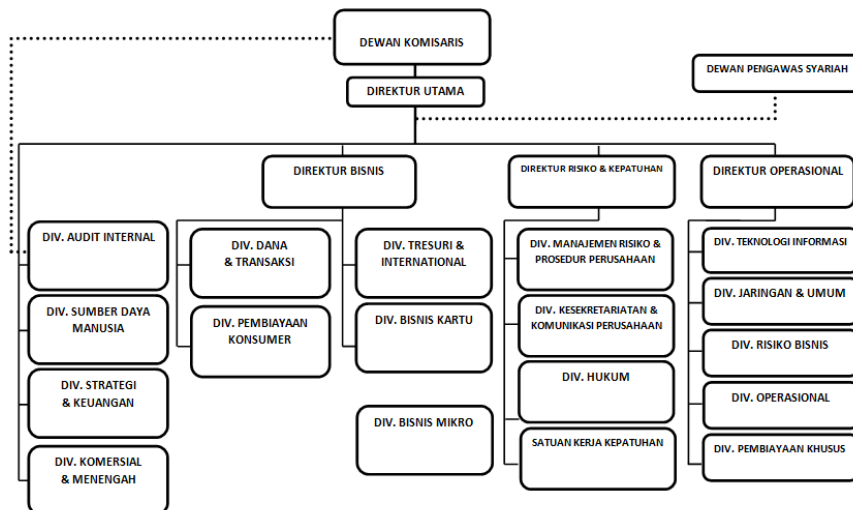 DEWAN KOMISARIS
DEWAN PENGAWAS SYARIAH
DIREKTUR UTAMA
DIREKTUR BISNIS
DIREKTUR RISIKO & KEPATUHAN
DIREKTUR OPERASIONAL
DIV. AUDIT INTERNAL
DIV. SUMBER DAYA
MANUSIA
DIV. STRATEGI
& KEUANGAN
DIV. KOMERSIAL
& MENENGAH
DIV. DANA
& TRANSAKSI
DIV. PEMBIAYAAN
KONSUMER
DIV. TRESURI &
INTERNATIONAL
DIV. BISNIS KARTU
DIV. BISNIS MIKRO
DIV. MANAJEMEN RISIKO &
PROSEDUR PERUSAHAAN
DIV. KESEKRETARIATAN &
KOMUNIKASI PERUSAHAAN
DIV. HUKUM
SATUAN KERJA KEPATUHAN
DIV. TEKNOLOGI INFORMASI
DIV. JARINGAN & UMUM
DIV. RISIKO BISNIS
DIV. OPERASIONAL
DIV. PEMBIAYAAN KHUSUS